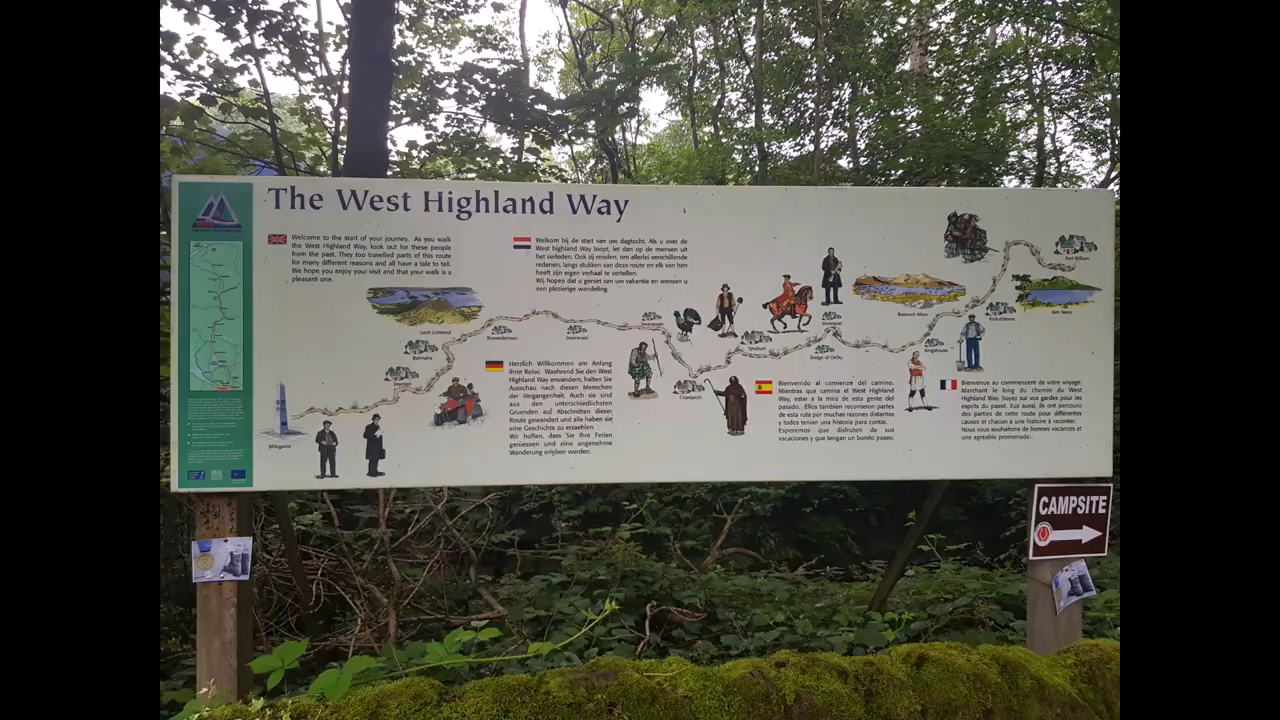 The West Highland Way
Welcome to the start of your journey. As you walk
the West Highland Way, look out for these people
from the past. They too travelled parts of this route
for many different reasons and all have a tale to tell.
We hope you enjoy your visit and that your walk is a
pleasant one.
Welkom bij de start van uw dagtocht. Als u over de
West highland Way loopt, let dan op de mensen uit
het verleden. Ook zij reisden, om allerlei verschillende
redenen, langs stukken van deze route en elk van hen
heeft zijn eigen verhaal te vertellen.
Wij hopen dat u geniet van uw vakantie en wensen u
een plezierige wandeling.
Fort William
Ben Nevis
Loch Lomond
Rowardennan
Inversnaid
Inverarnan
Tyndrum
Inveroran
Rannoch Moor
Kinlochleven
Balmaha
Bridge of Orchy
Kingshouse
Drymen
Crianlarich
Milngavie
Herzlich Willkommen am Anfang
Ihrer Reise. Waehrend Sie den West
Highland Way erwandern, halten Sie
Ausschau nach diesen Menschen
der Vergangenheit. Auch sie sind
aus den unterschiedlichsten
Gruenden auf Abschnitten dieser
Route gewandert und alle haben sie
eine Geschichte zu erzaehlen.
Wir hoffen, dass Sie Ihre Ferien
geniessen und eine angenehme
Wanderung erleben werden.
Bienvenido al comienzo del camino.
Mientras que camina el West Highland
Way, estar a la mira de esta gente del
pasado. Ellos tambien recorrieron partes
de esta ruta por muchas razones distantas
y todos tenian una historia para contar.
Esperemos que disfruten de sus
vacaciones y que tengan un bonito paseo.
Bienvenue au commencent de votre voyage.
Marchant le long du chemin du West
Highland Way. Soyez sur vos gardes pour les
esprits du passé. Eux aussi, ils ont percouru
des parties de cette route pour différentes
causes et chacun a une histoire à raconter.
Nous vous souhaitons de bonnes vacances et
une agréable promenade.
CAMPSITE